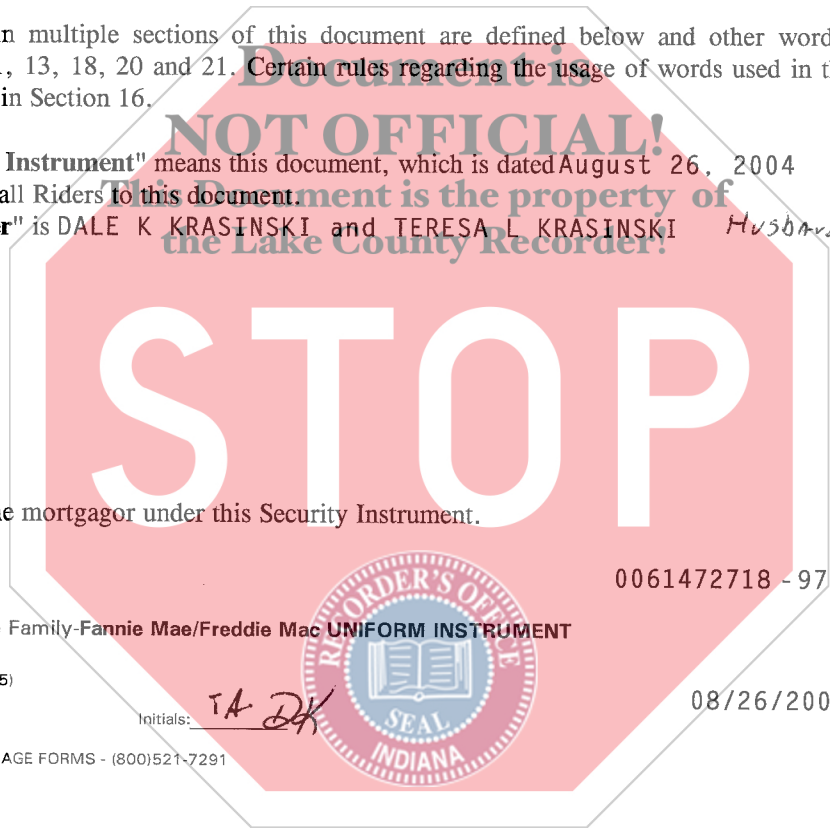 n multiple sections of this document are defined below and other word
, 13, 18, 20 and 21. Certain rules regarding the usage of words used in t
in Section 16.
Document is
NOT OFFICIAL!
Instrument" means this document, which is dated August 26, 2004
all Riders to this document.
This Document is the property of
r" is DALE K KRASINSKI and TERESA L KRASINSKI
the Lake County Recorder!
STOP
e mortgagor under this Security Instrument.
0061472718 - 97
Family-Fannie Mae/Freddie Mac UNIFORM INSTRUMENT
RECORDER'S OFFICE
5)
Initials: TA DK
08/26/200
SEAL
INDIANA
AGE FORMS - (800)521-7291